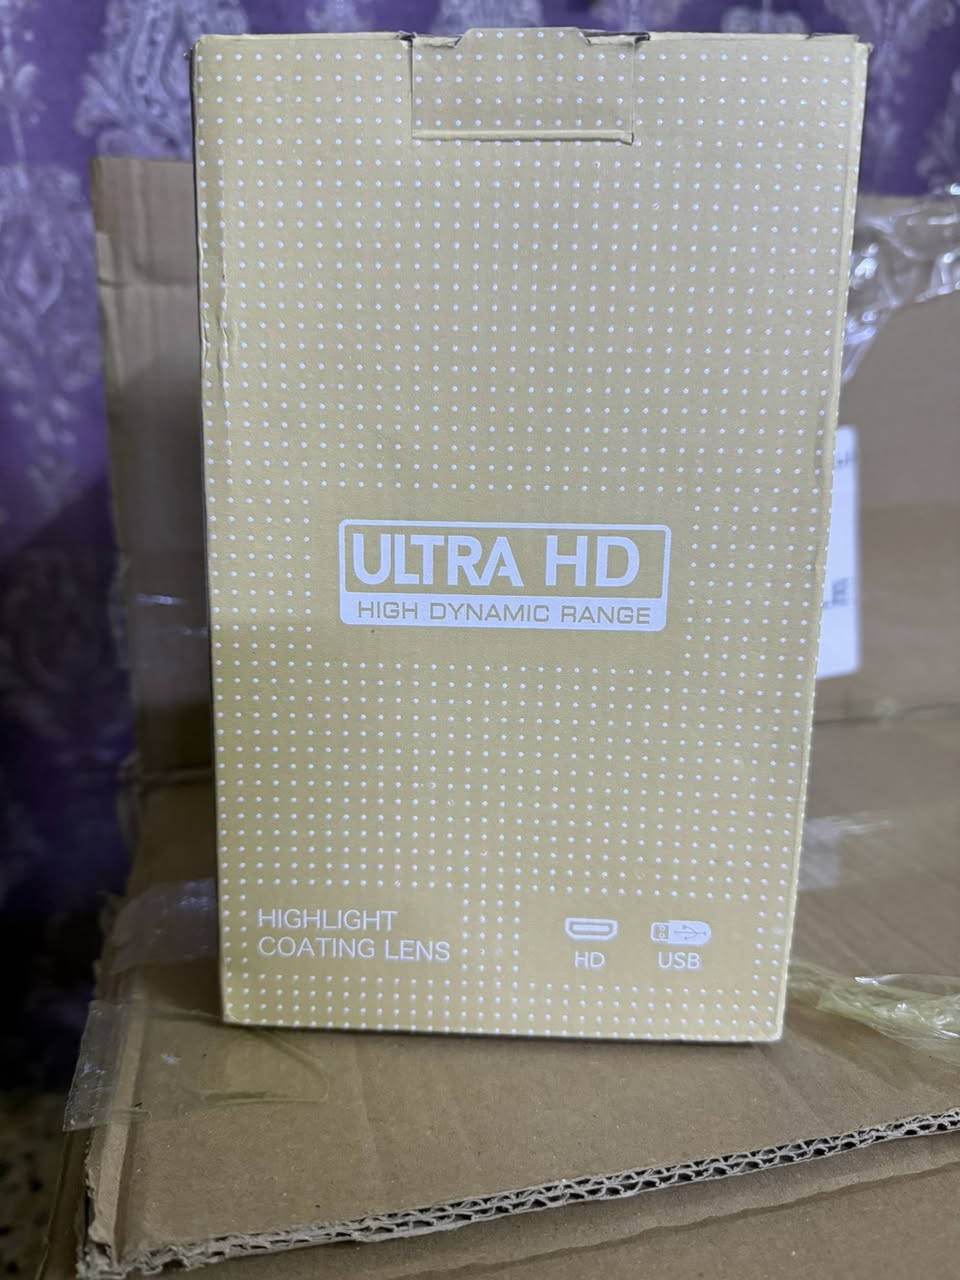 ULTRA HD
HIGH DYNAMIC RANGE
HIGHLIGHT
COATING LENS
HD
USB